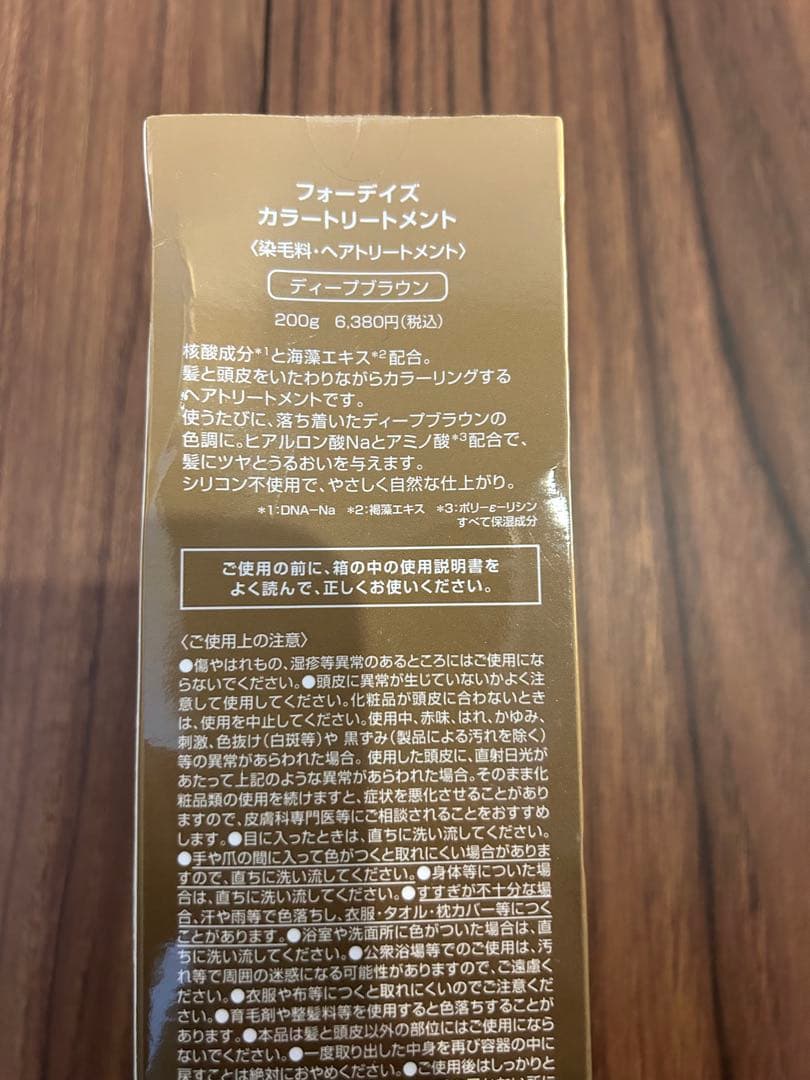 フォーデイズ
カラートリートメント
〈染毛料・ヘアトリートメント〉
ディープブラウン
200g 6,380円(税込)
核酸成分*1と海藻エキス*2配合。
髪と頭皮をいたわりながらカラーリングする
ヘアトリートメントです。
使うたびに、落ち着いたディープブラウンの
色調に。ヒアルロン酸Naとアミノ酸*3配合で、
髪にツヤとうるおいを与えます。
シリコン不使用で、やさしく自然な仕上がり。
*1:DNA-Na *2:褐藻エキス *3:ポリ-ε-リシン
すべて保湿成分
ご使用の前に、箱の中の使用説明書を
よく読んで、正しくお使いください。
〈ご使用上の注意〉
●傷やはれもの、湿疹等異常のあるところにはご使用にな
らないでください。●頭皮に異常が生じていないかよく注
意して使用してください。化粧品が頭皮に合わないとき
は、使用を中止してください。使用中、赤味、はれ、かゆみ、
刺激、色抜け(白斑等)や 黒ずみ(製品による汚れを除く)
等の異常があらわれた場合。 使用した頭皮に、直射日光が
あたって上記のような異常があらわれた場合。そのまま化
粧品類の使用を続けますと、症状を悪化させることがあり
ますので、皮膚科専門医等にご相談されることをおすすめ
します。●目に入ったときは、直ちに洗い流してください。
●手や爪の間に入って色がつくと取れにくい場合がありま
すので、直ちに洗い流してください。●身体等についた場
合は、直ちに洗い流してください。●すすぎが不十分な場
合、汗や雨等で色落ちし、衣服・タオル・枕カバー等につく
ことがあります。●浴室や洗面所に色がついた場合は、直
ちに洗い流してください。●公衆浴場等でのご使用は、汚
れ等で周囲の迷惑になる可能性がありますので、ご遠慮く
ださい。●衣服や布等につくと取れにくいのでご注意くだ
さい。●育毛剤や整髪料等を使用すると色落ちすることが
あります。●本品は髪と頭皮以外の部位にはご使用になら
ないでください。●一度取り出した中身を再び容器の中に
戻すことは絶対におやめください。●ご使用後はしっかりと